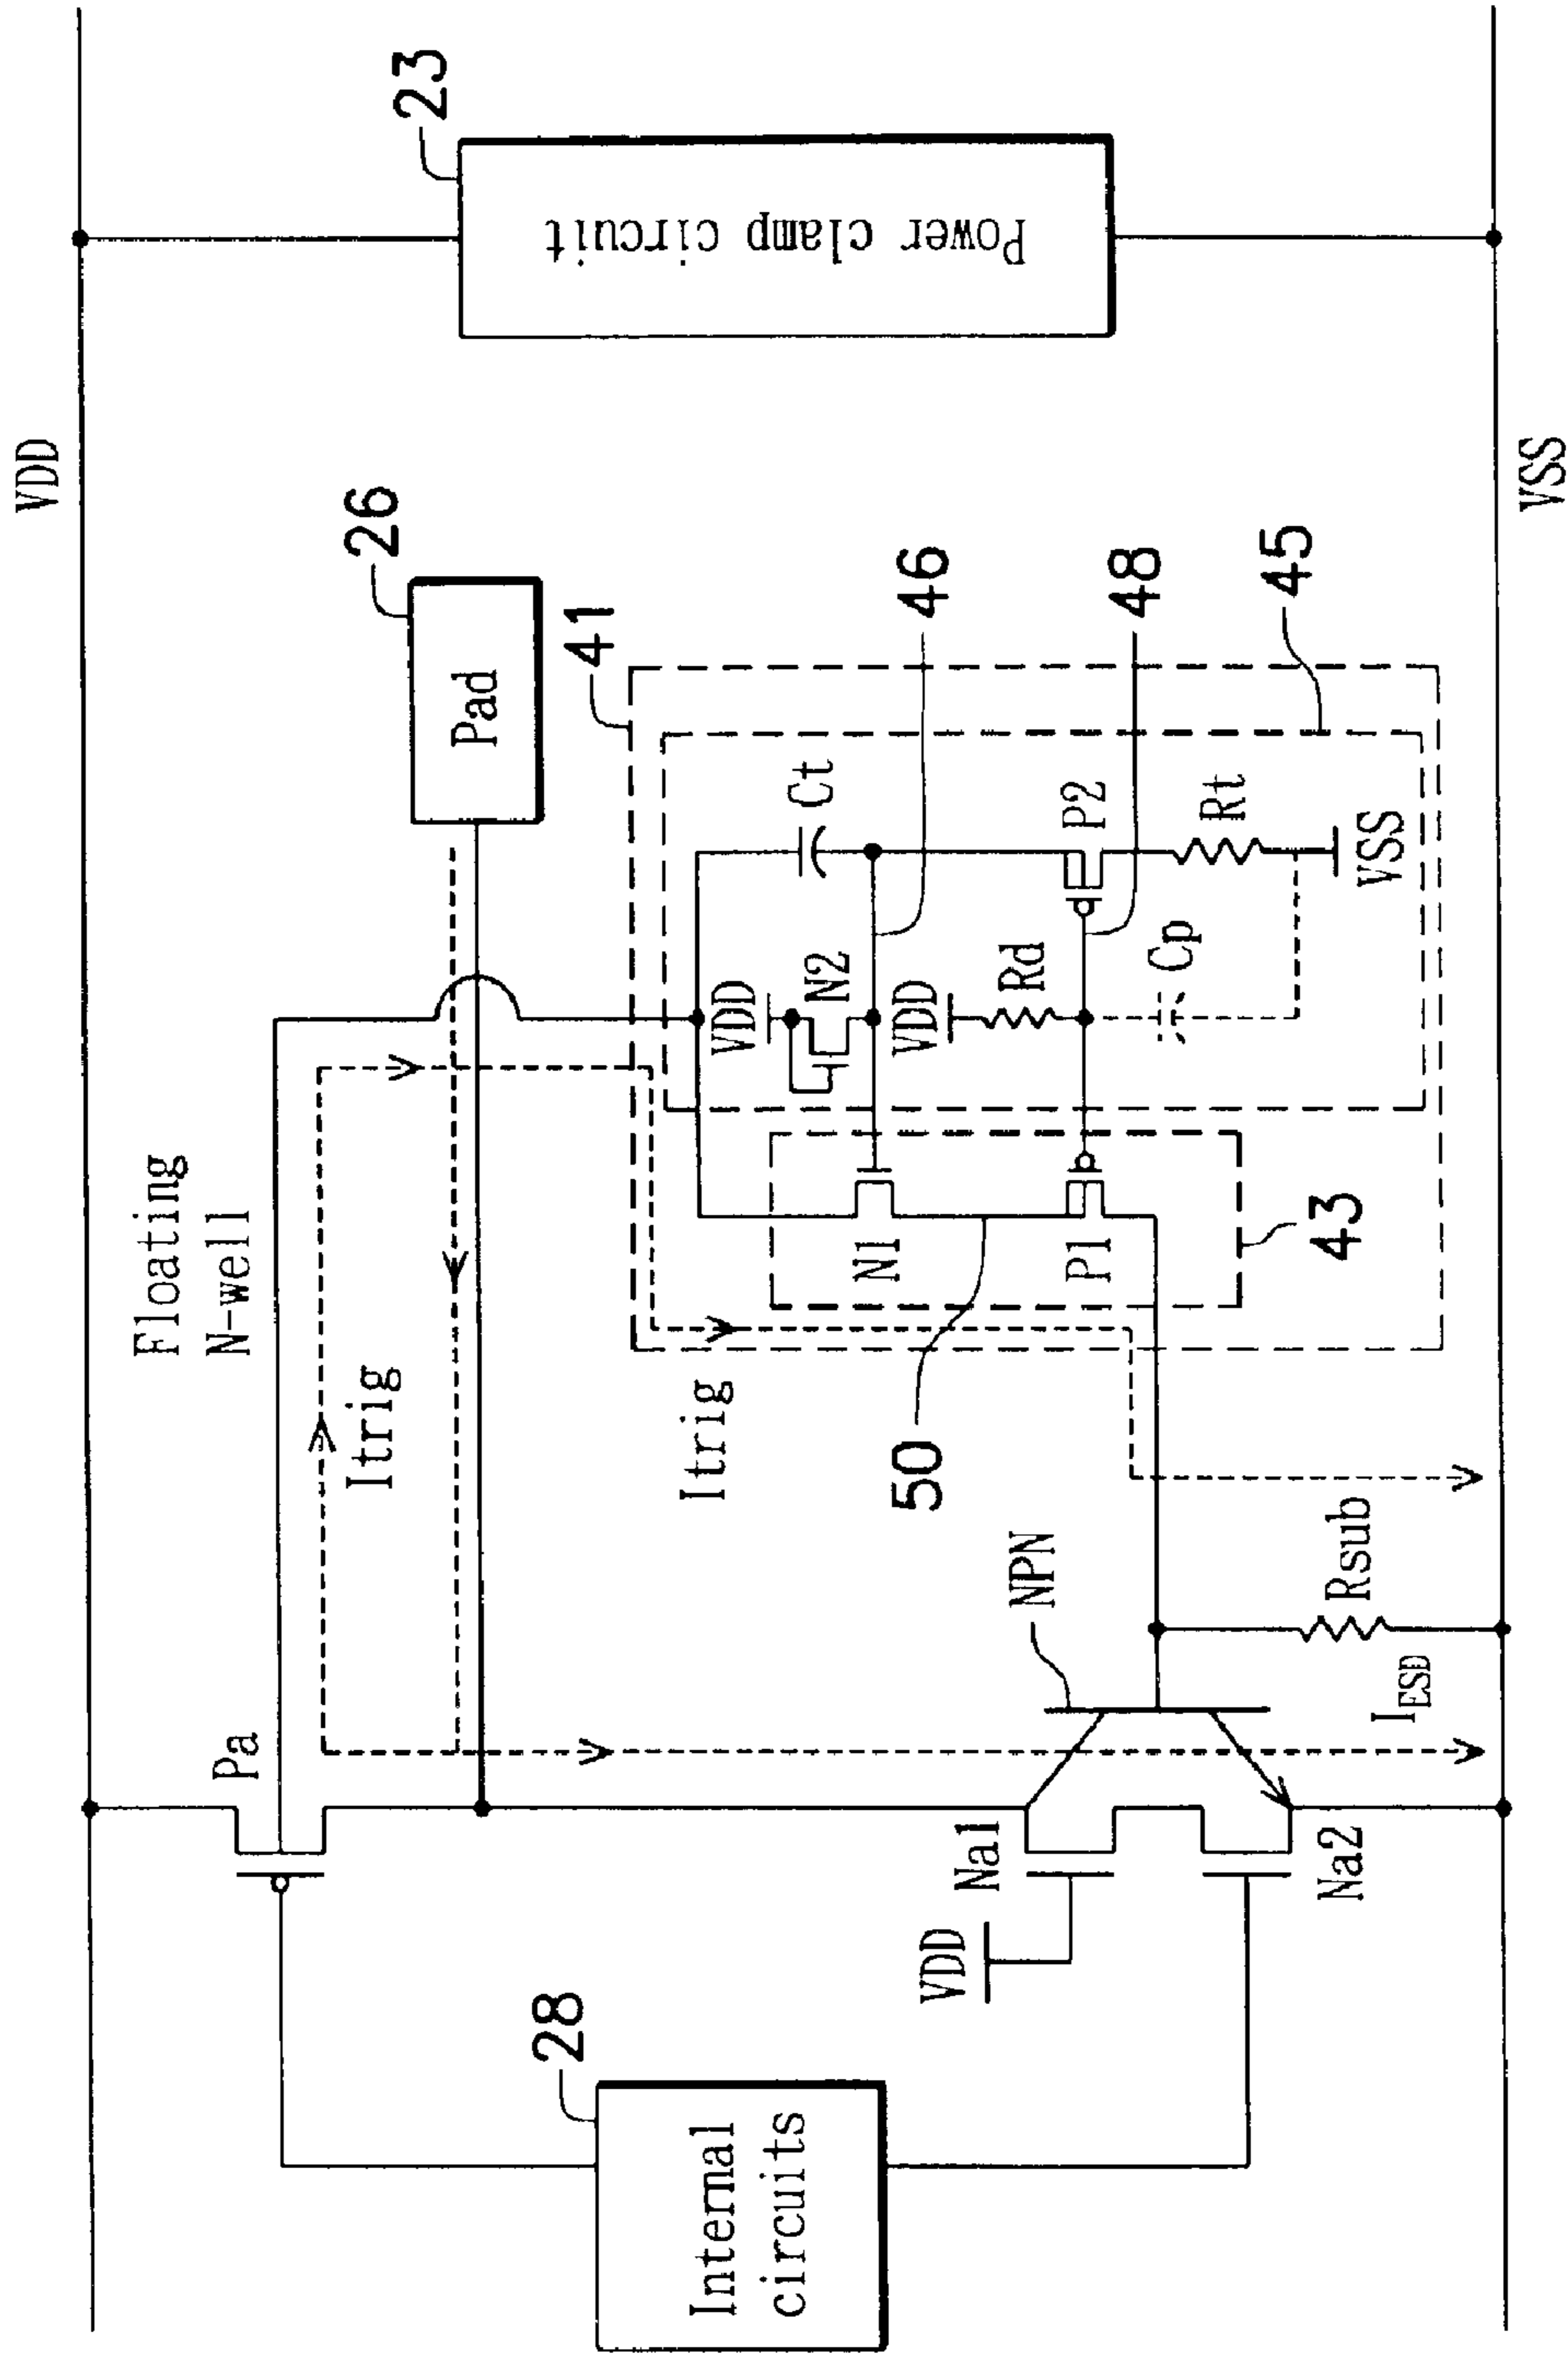 VDD
Floating
N-well
Pa
Itrig
26
Pad
23
Power clamp circuit
41
28
Internal
circuits
Itrig
VDD
Na1
Na2
NPN
Rsub
I_ESD
50
43
N1
P1
VDD
N2
VDD
Rd
Cp
Ct
P2
Rt
VSS
46
48
45
VSS